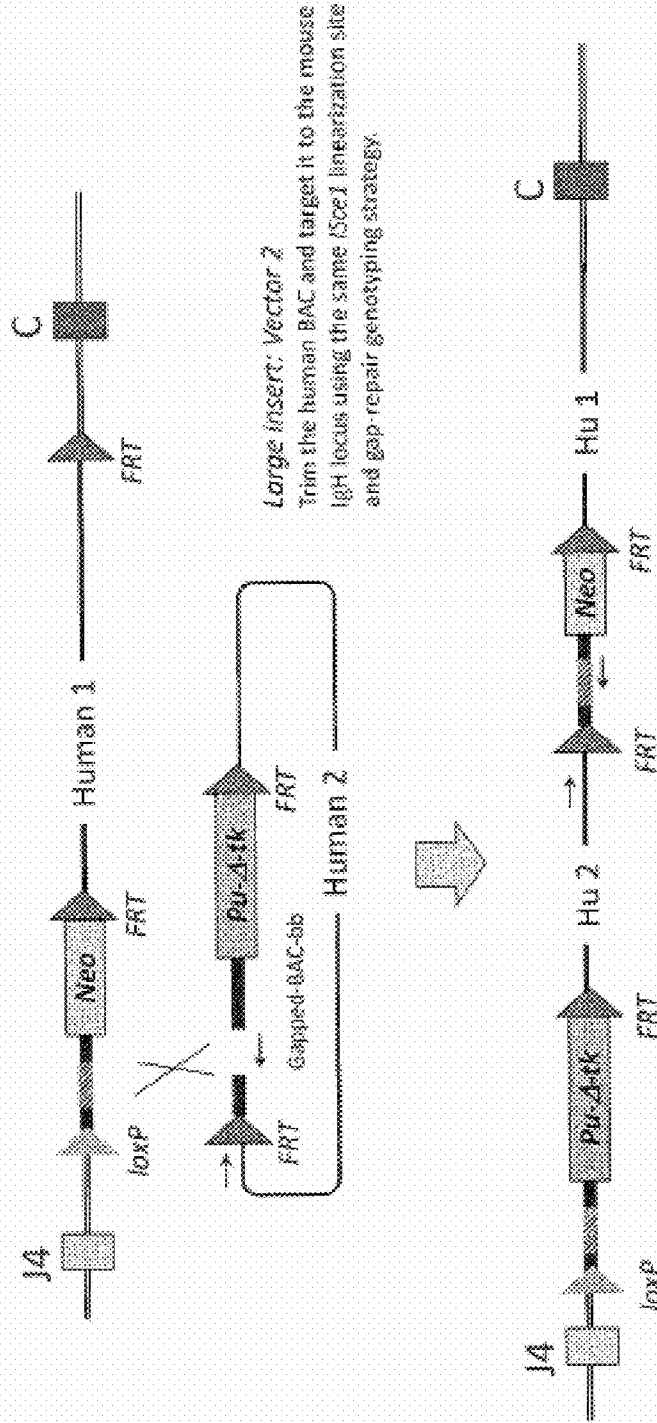 J4
loxP
Neo
FRT
Human 1
FRT
C
FRT
Gapped-BAC-bb
Pu-Δ-tk
FRT
Human 2
Large insert: Vector 2
Trim the human BAC and target it to the mouse
IgH locus using the same ISce1 linearization site
and gap-repair genotyping strategy.
J4
loxP
Pu-Δ-tk
FRT
Hu 2
FRT
Neo
FRT
Hu 1
C